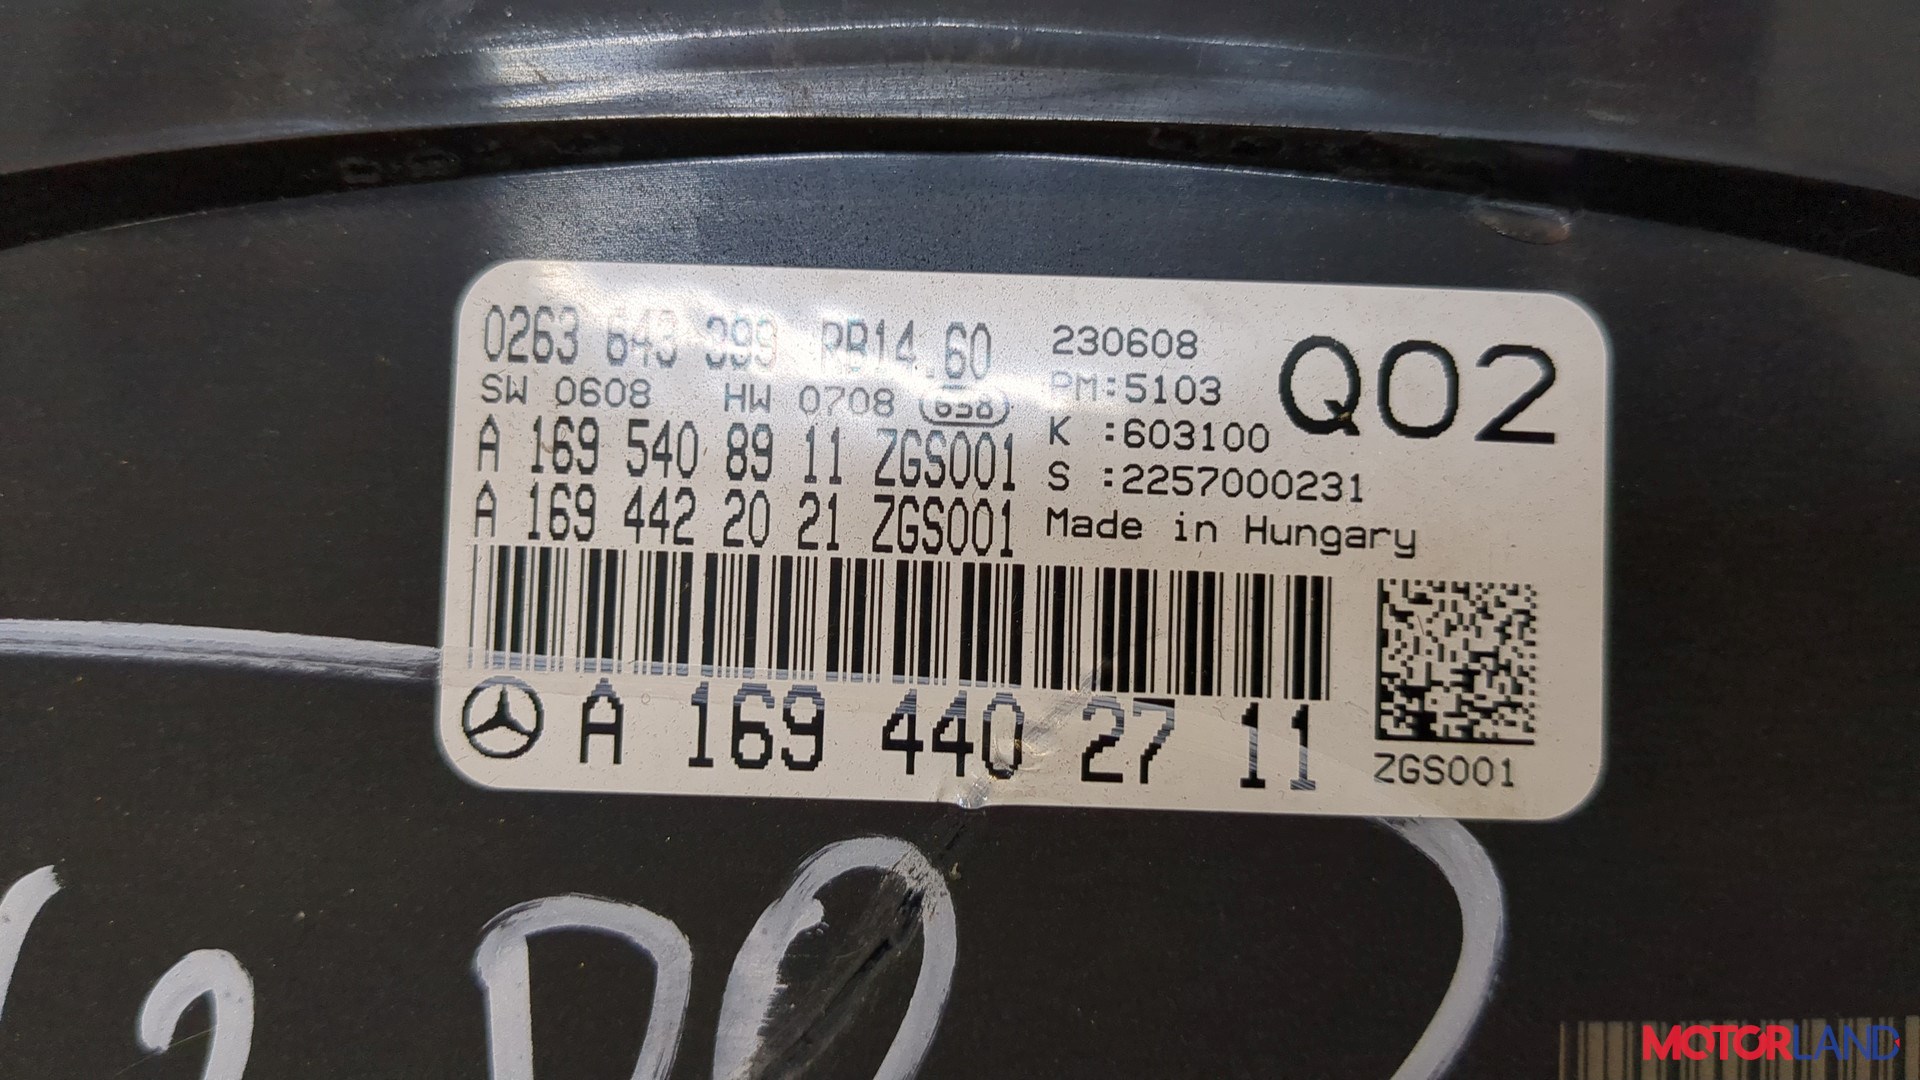 0263 643 399 RB14.60
SW 0608 HW 0708 658
A 169 540 89 11 ZGS001
A 169 442 20 21 ZGS001
230608
PM:5103
K :603100
S :2257000231
Made in Hungary
Q02
A 169 440 27 11
ZGS001
MOTORLAND